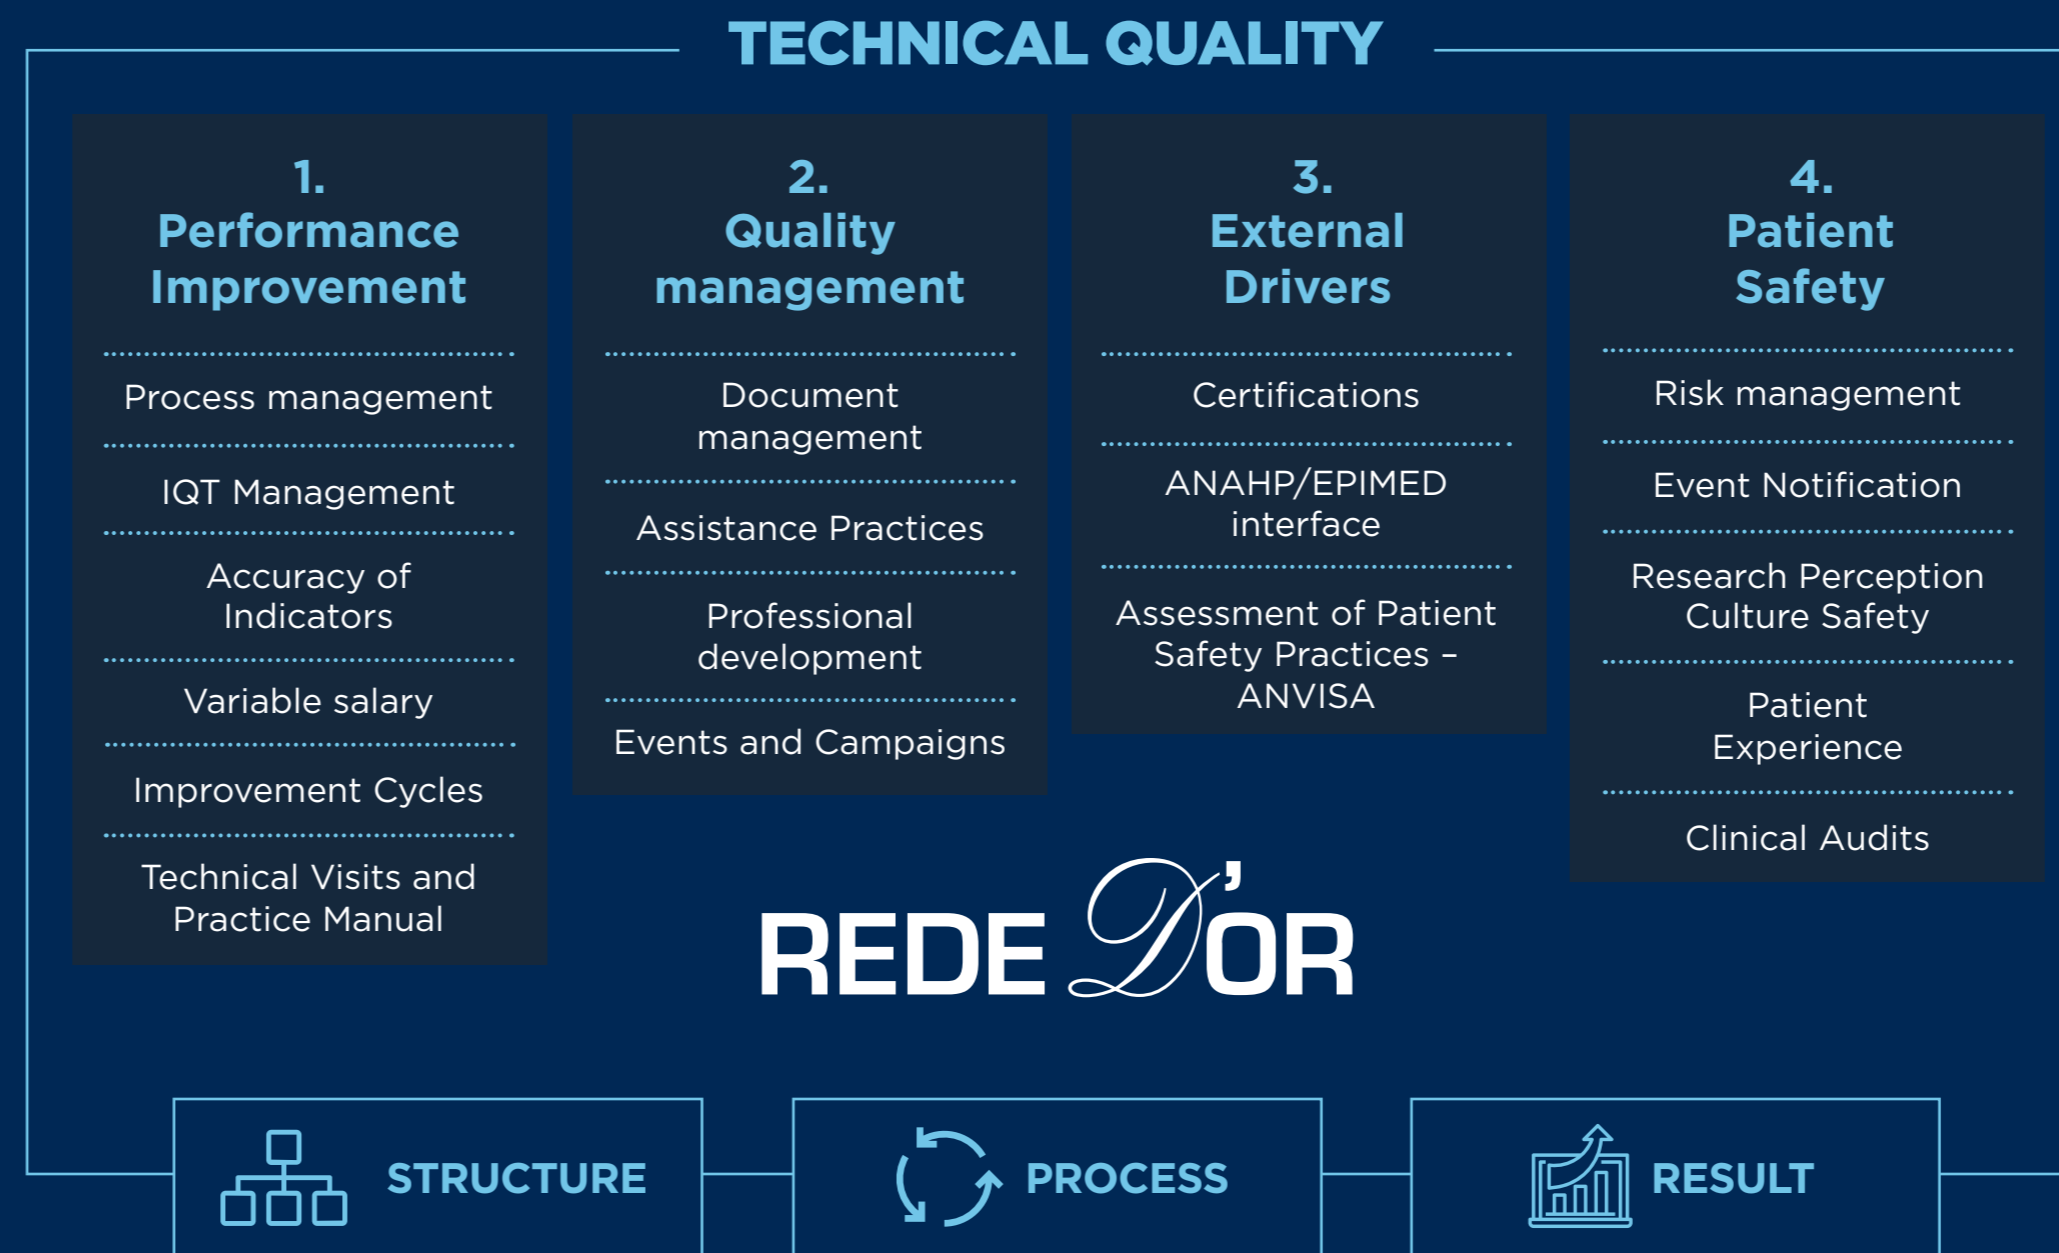 TECHNICAL QUALITY
1.
Performance
Improvement
Process management
IQT Management
Accuracy of
Indicators
Variable salary
Improvement Cycles
Technical Visits and
Practice Manual
2.
Quality
management
Document
management
Assistance Practices
Professional
development
Events and Campaigns
3.
External
Drivers
Certifications
ANAHP/EPIMED
interface
Assessment of Patient
Safety Practices –
ANVISA
4.
Patient
Safety
Risk management
Event Notification
Research Perception
Culture Safety
Patient
Experience
Clinical Audits
REDE D'OR
STRUCTURE
PROCESS
RESULT